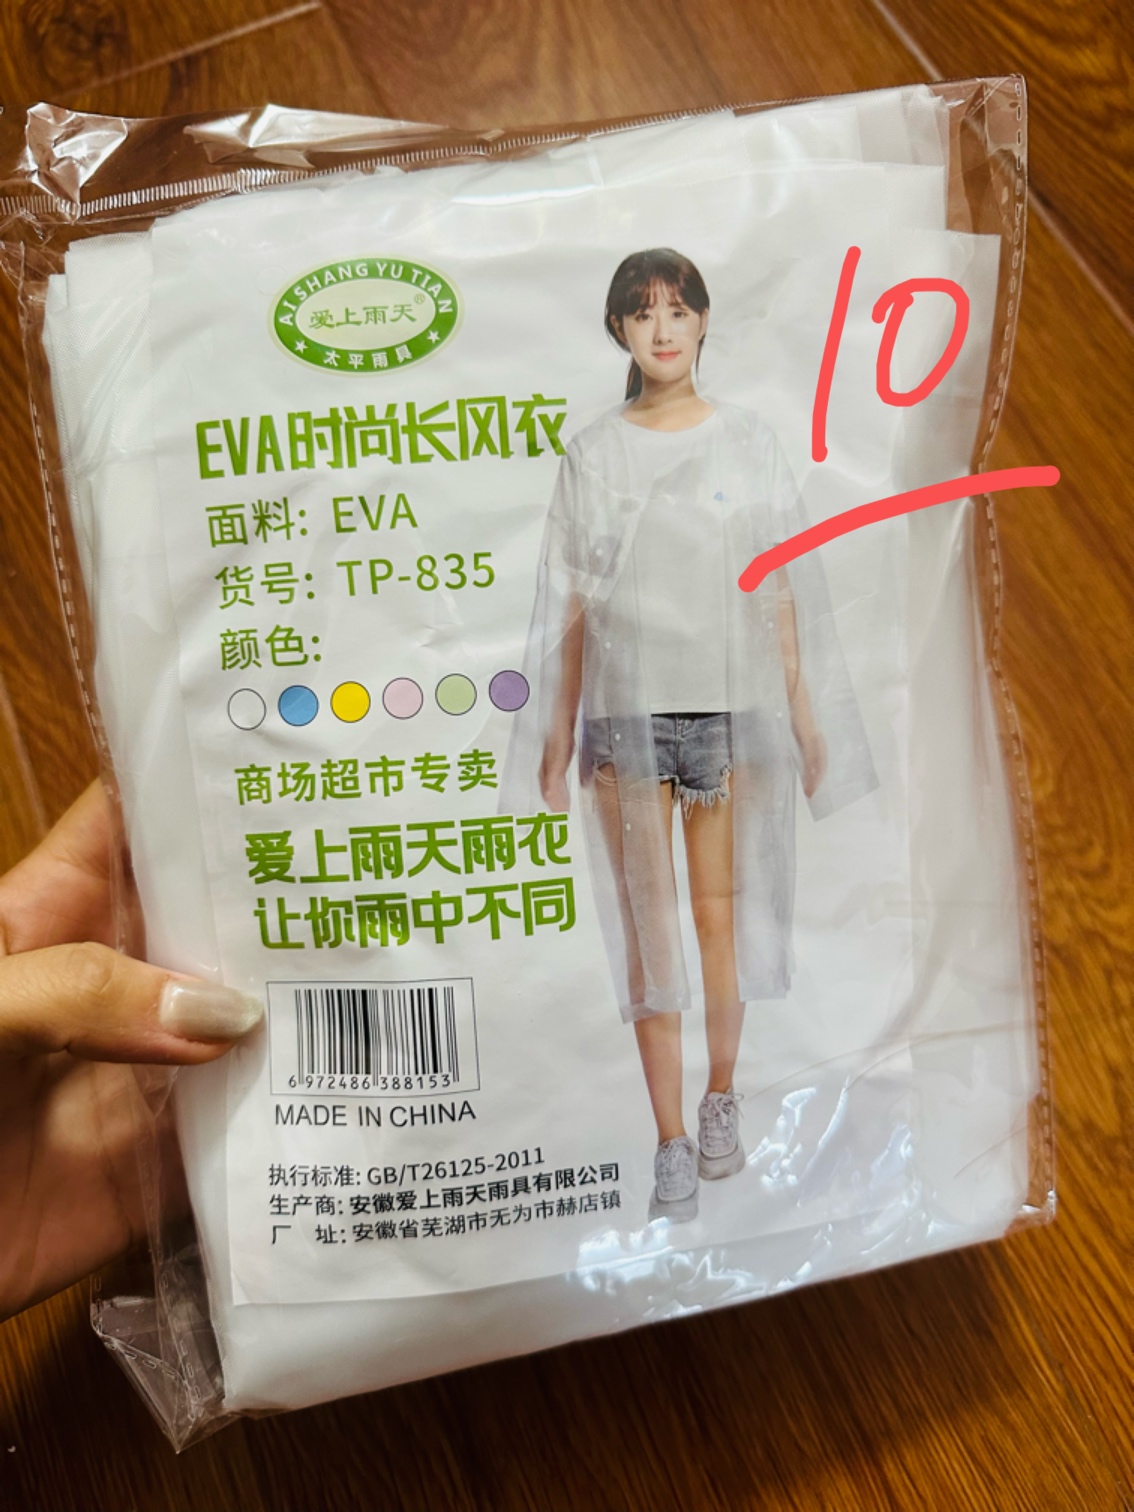 AI SHANG YU TIAN
爱上雨天®
★ 太平雨具 ★
10
EVA时尚长风衣
面料: EVA
货号: TP-835
颜色:
商场超市专卖
爱上雨天雨衣
让你雨中不同
6 972486 388153
MADE IN CHINA
执行标准: GB/T26125-2011
生产商: 安徽爱上雨天雨具有限公司
厂 址: 安徽省芜湖市无为市赫店镇